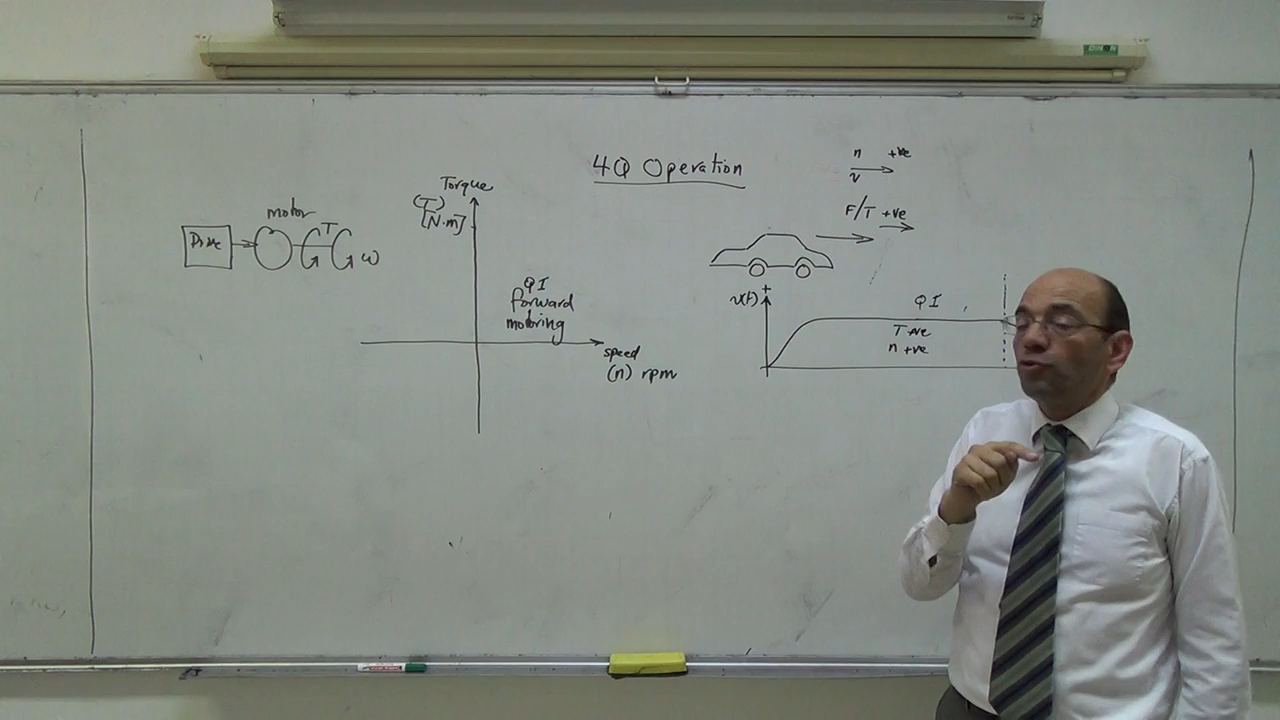 4Q Operation
Drive
motor
T
ω
Torque
(T)
[N.m]
QI
forward
motoring
speed
(n) rpm
n +ve
v
F/T +ve
v(t)
+
QI
T +ve
n +ve